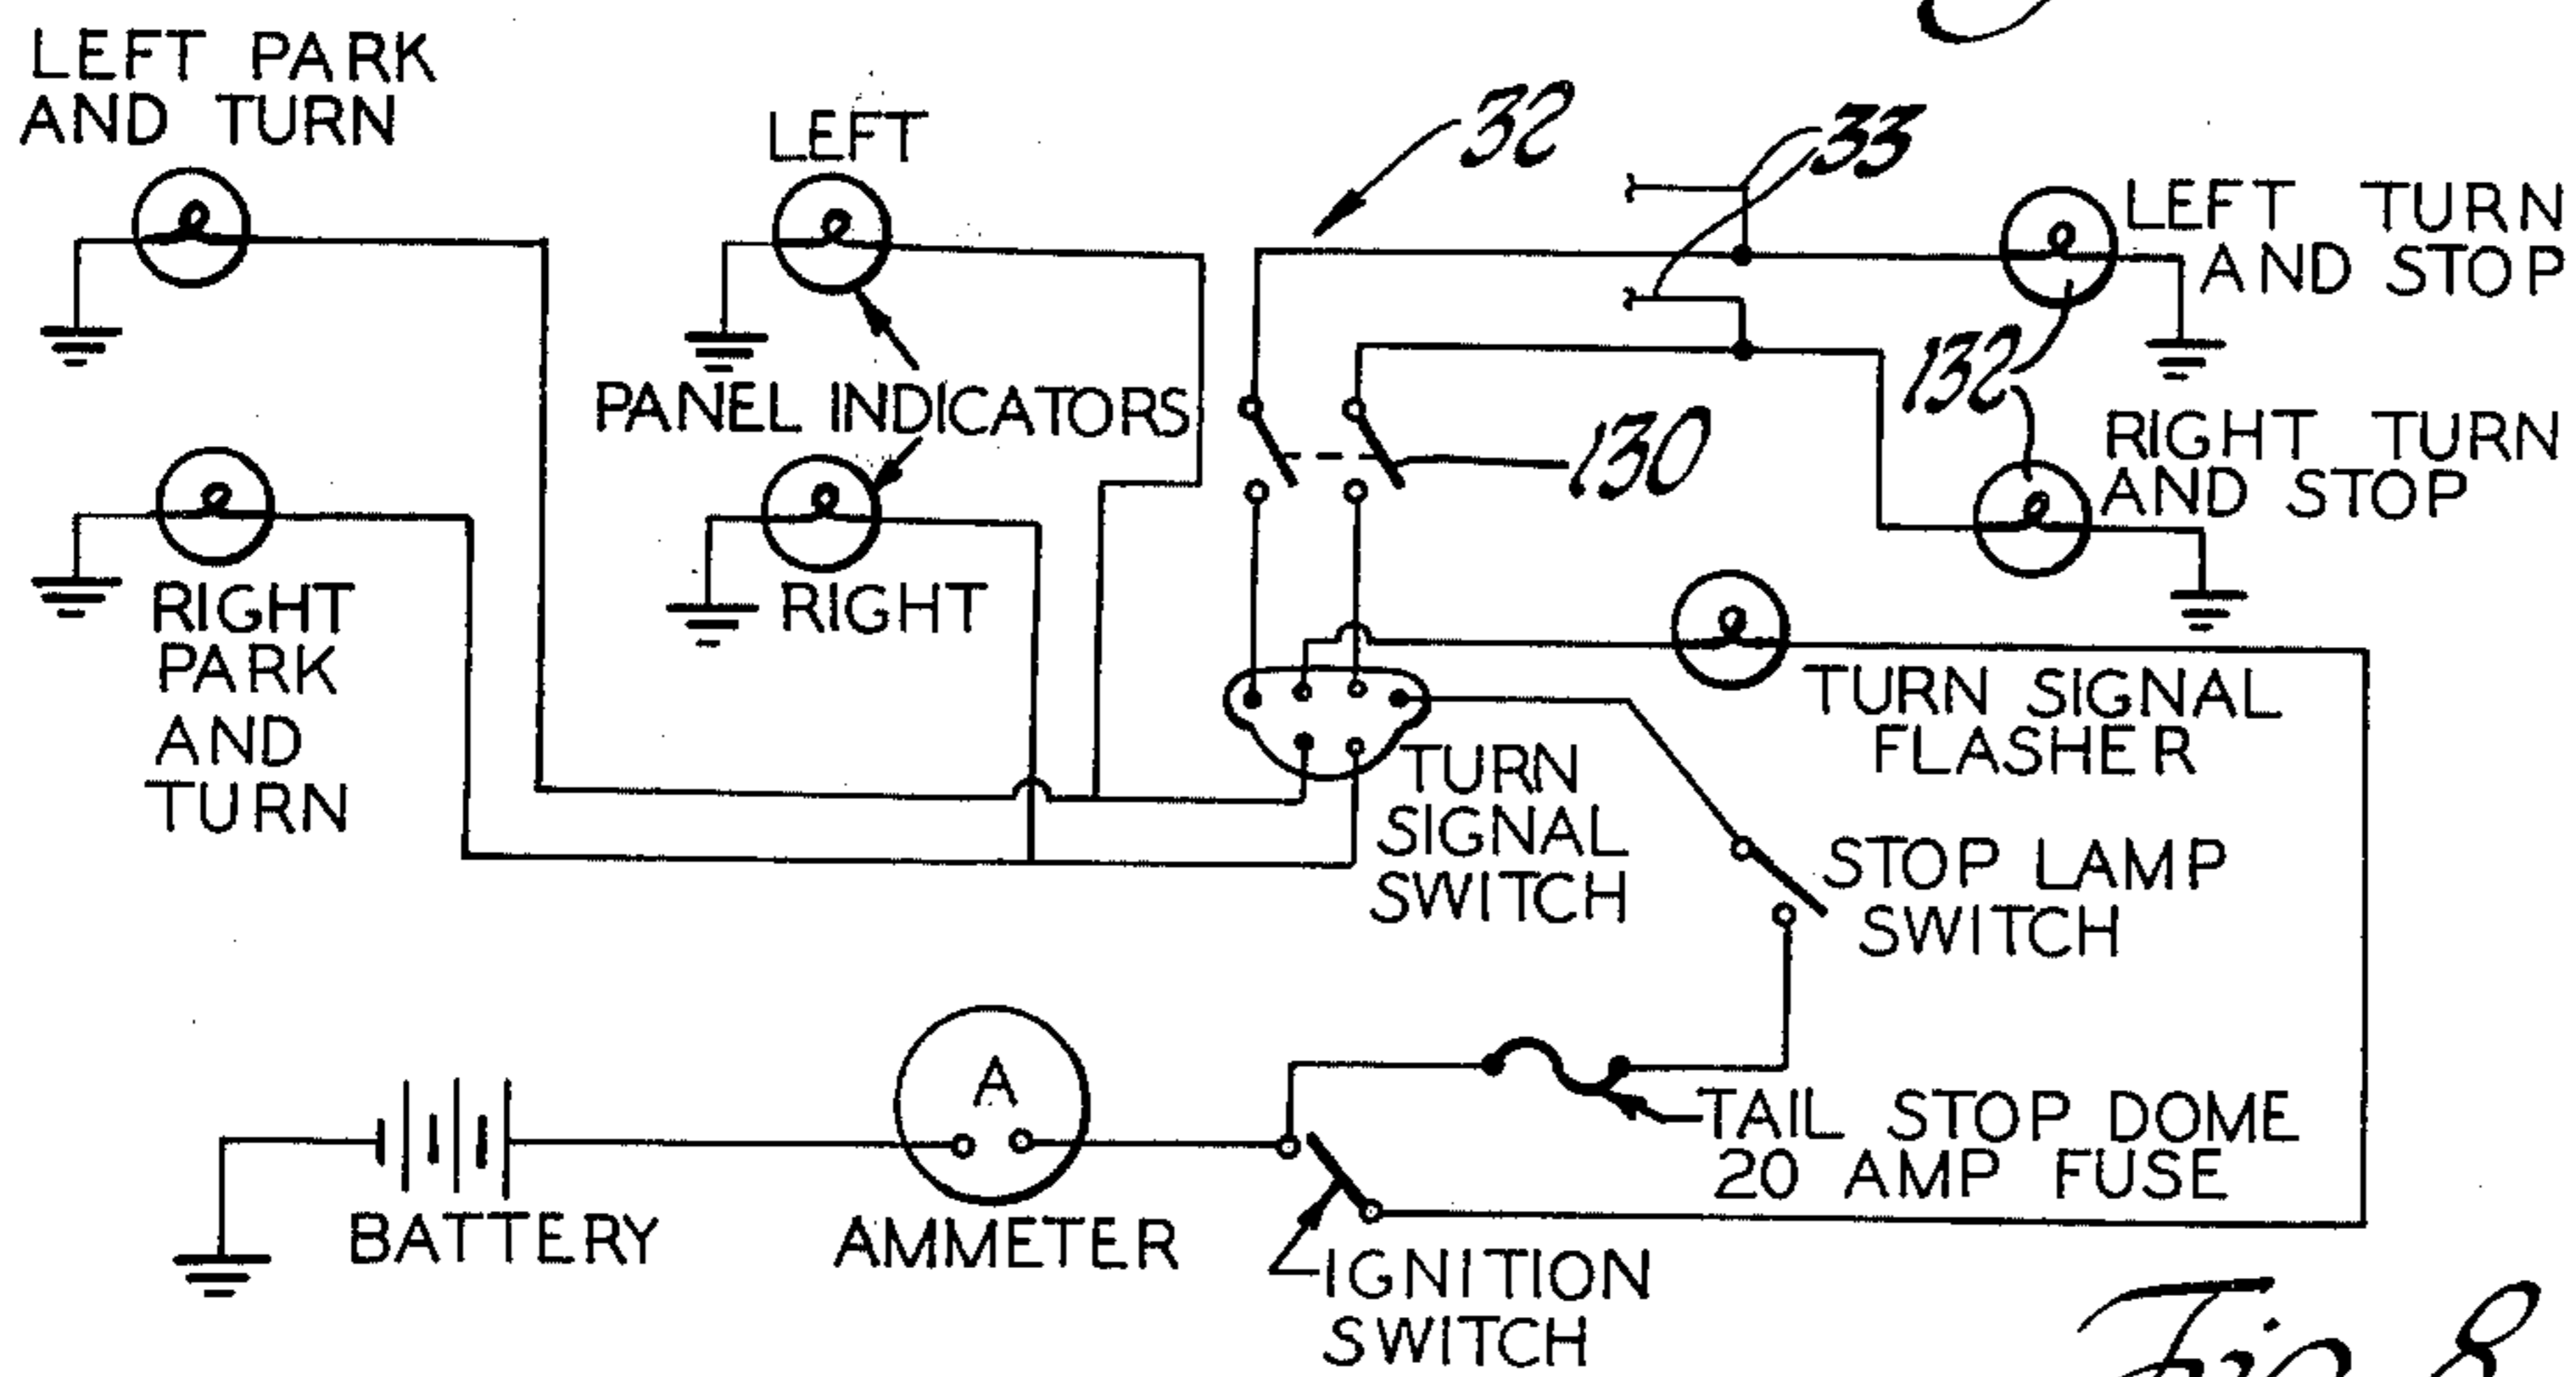 LEFT PARK
AND TURN
LEFT
32
33
LEFT TURN
AND STOP
PANEL INDICATORS
132
130
RIGHT TURN
AND STOP
RIGHT
PARK
AND
TURN
RIGHT
TURN SIGNAL
FLASHER
TURN
SIGNAL
SWITCH
STOP LAMP
SWITCH
A
TAIL STOP DOME
20 AMP FUSE
BATTERY
AMMETER
IGNITION
SWITCH
Fig. 8